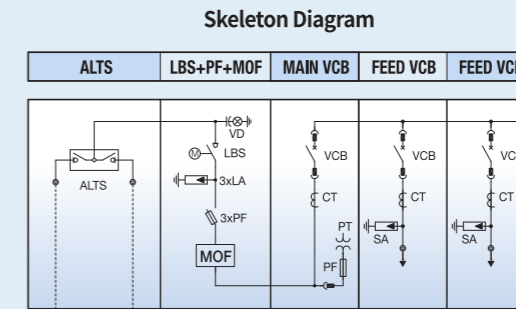 Skeleton Diagram
ALTS
LBS+PF+MOF
MAIN VCB
FEED VCB
FEED
VD
M
LBS
VCB
VCB
ALTS
3xLA
CT
CT
CT
3xPF
PT
SA
SA
MOF
PF